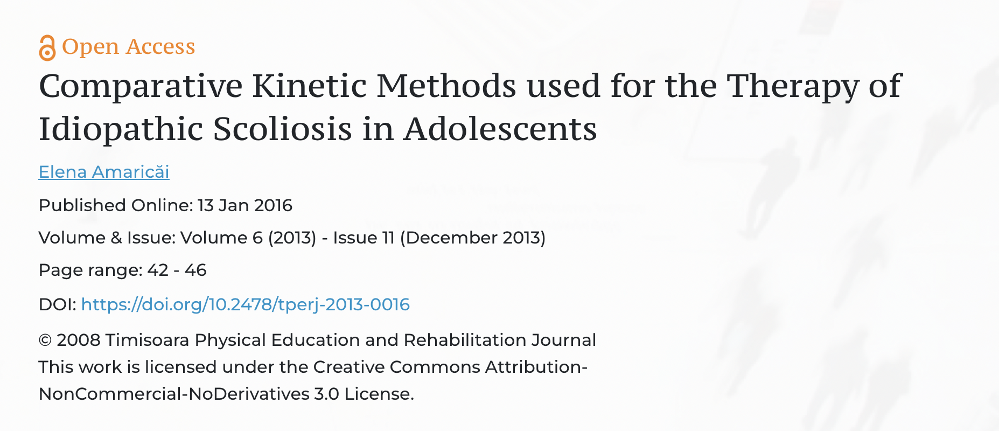 Open Access
Comparative Kinetic Methods used for the Therapy of
Idiopathic Scoliosis in Adolescents
Elena Amaricăi
Published Online: 13 Jan 2016
Volume & Issue: Volume 6 (2013) - Issue 11 (December 2013)
Page range: 42 - 46
DOI: https://doi.org/10.2478/tperj-2013-0016
© 2008 Timisoara Physical Education and Rehabilitation Journal
This work is licensed under the Creative Commons Attribution-
NonCommercial-NoDerivatives 3.0 License.